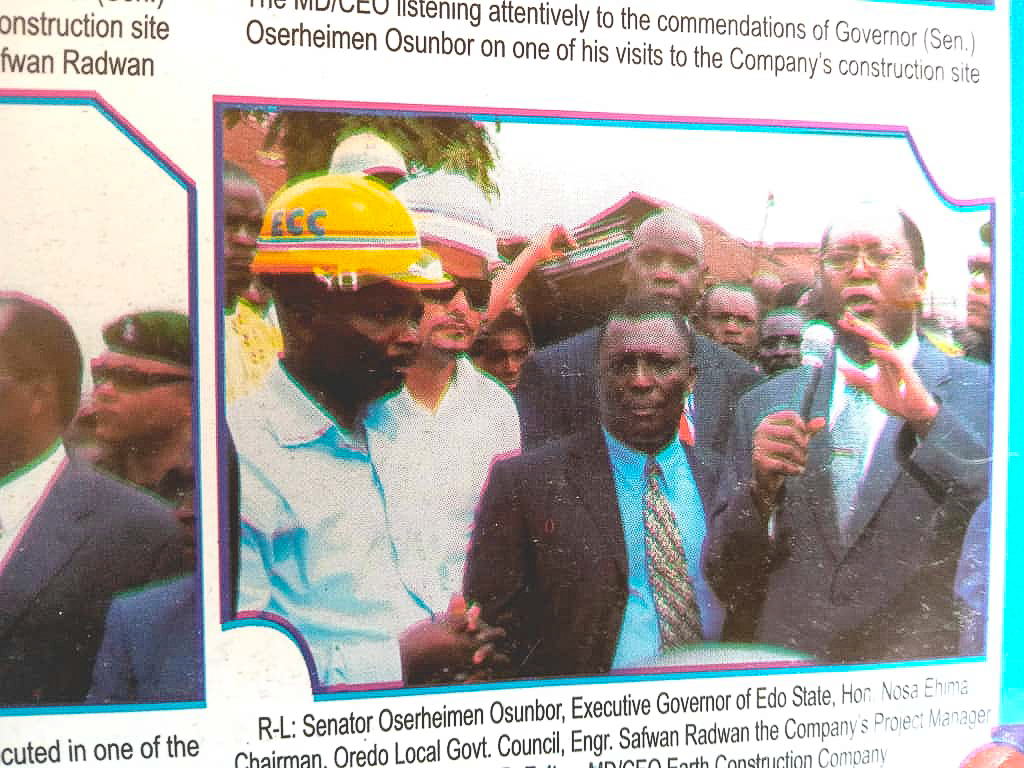 onstruction site
fwan Radwan
The MD/CEO listening attentively to the commendations of Governor (Sen.)
Oserheimen Osunbor on one of his visits to the Company's construction site
ECC
cuted in one of the
R-L: Senator Oserheimen Osunbor, Executive Governor of Edo State, Hon. Nosa Ehima
Chairman, Oredo Local Govt. Council, Engr. Safwan Radwan the Company's Project Manager
MD/CEO Earth Construction Company